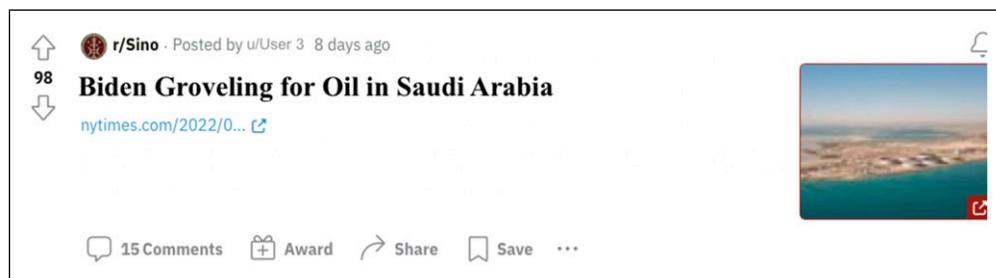 r/Sino · Posted by u/User 3 8 days ago
98
Biden Groveling for Oil in Saudi Arabia
nytimes.com/2022/0...
15 Comments Award Share Save ···